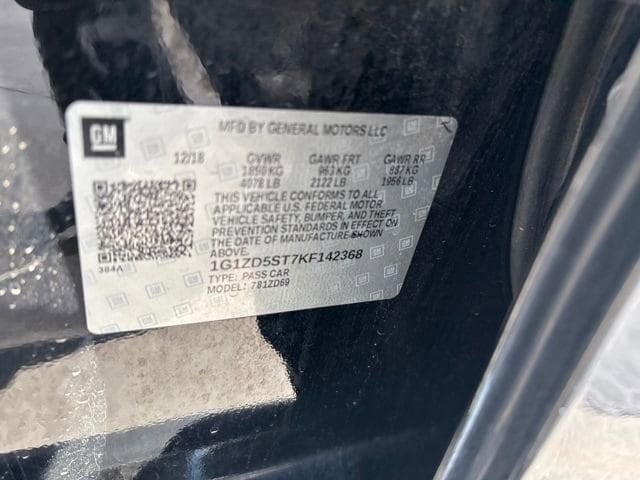 GM
MFD BY GENERAL MOTORS LLC
12/18 GVWR GAWR FRT GAWR RR
1850 KG 963 KG 887 KG
4078 LB 2122 LB 1956 LB
THIS VEHICLE CONFORMS TO ALL
APPLICABLE U.S. FEDERAL MOTOR
VEHICLE SAFETY, BUMPER, AND THEFT
PREVENTION STANDARDS IN EFFECT ON
THE DATE OF MANUFACTURE SHOWN
ABOVE.
384A
1G1ZD5ST7KF142368
TYPE: PASS CAR
MODEL: 781ZD69